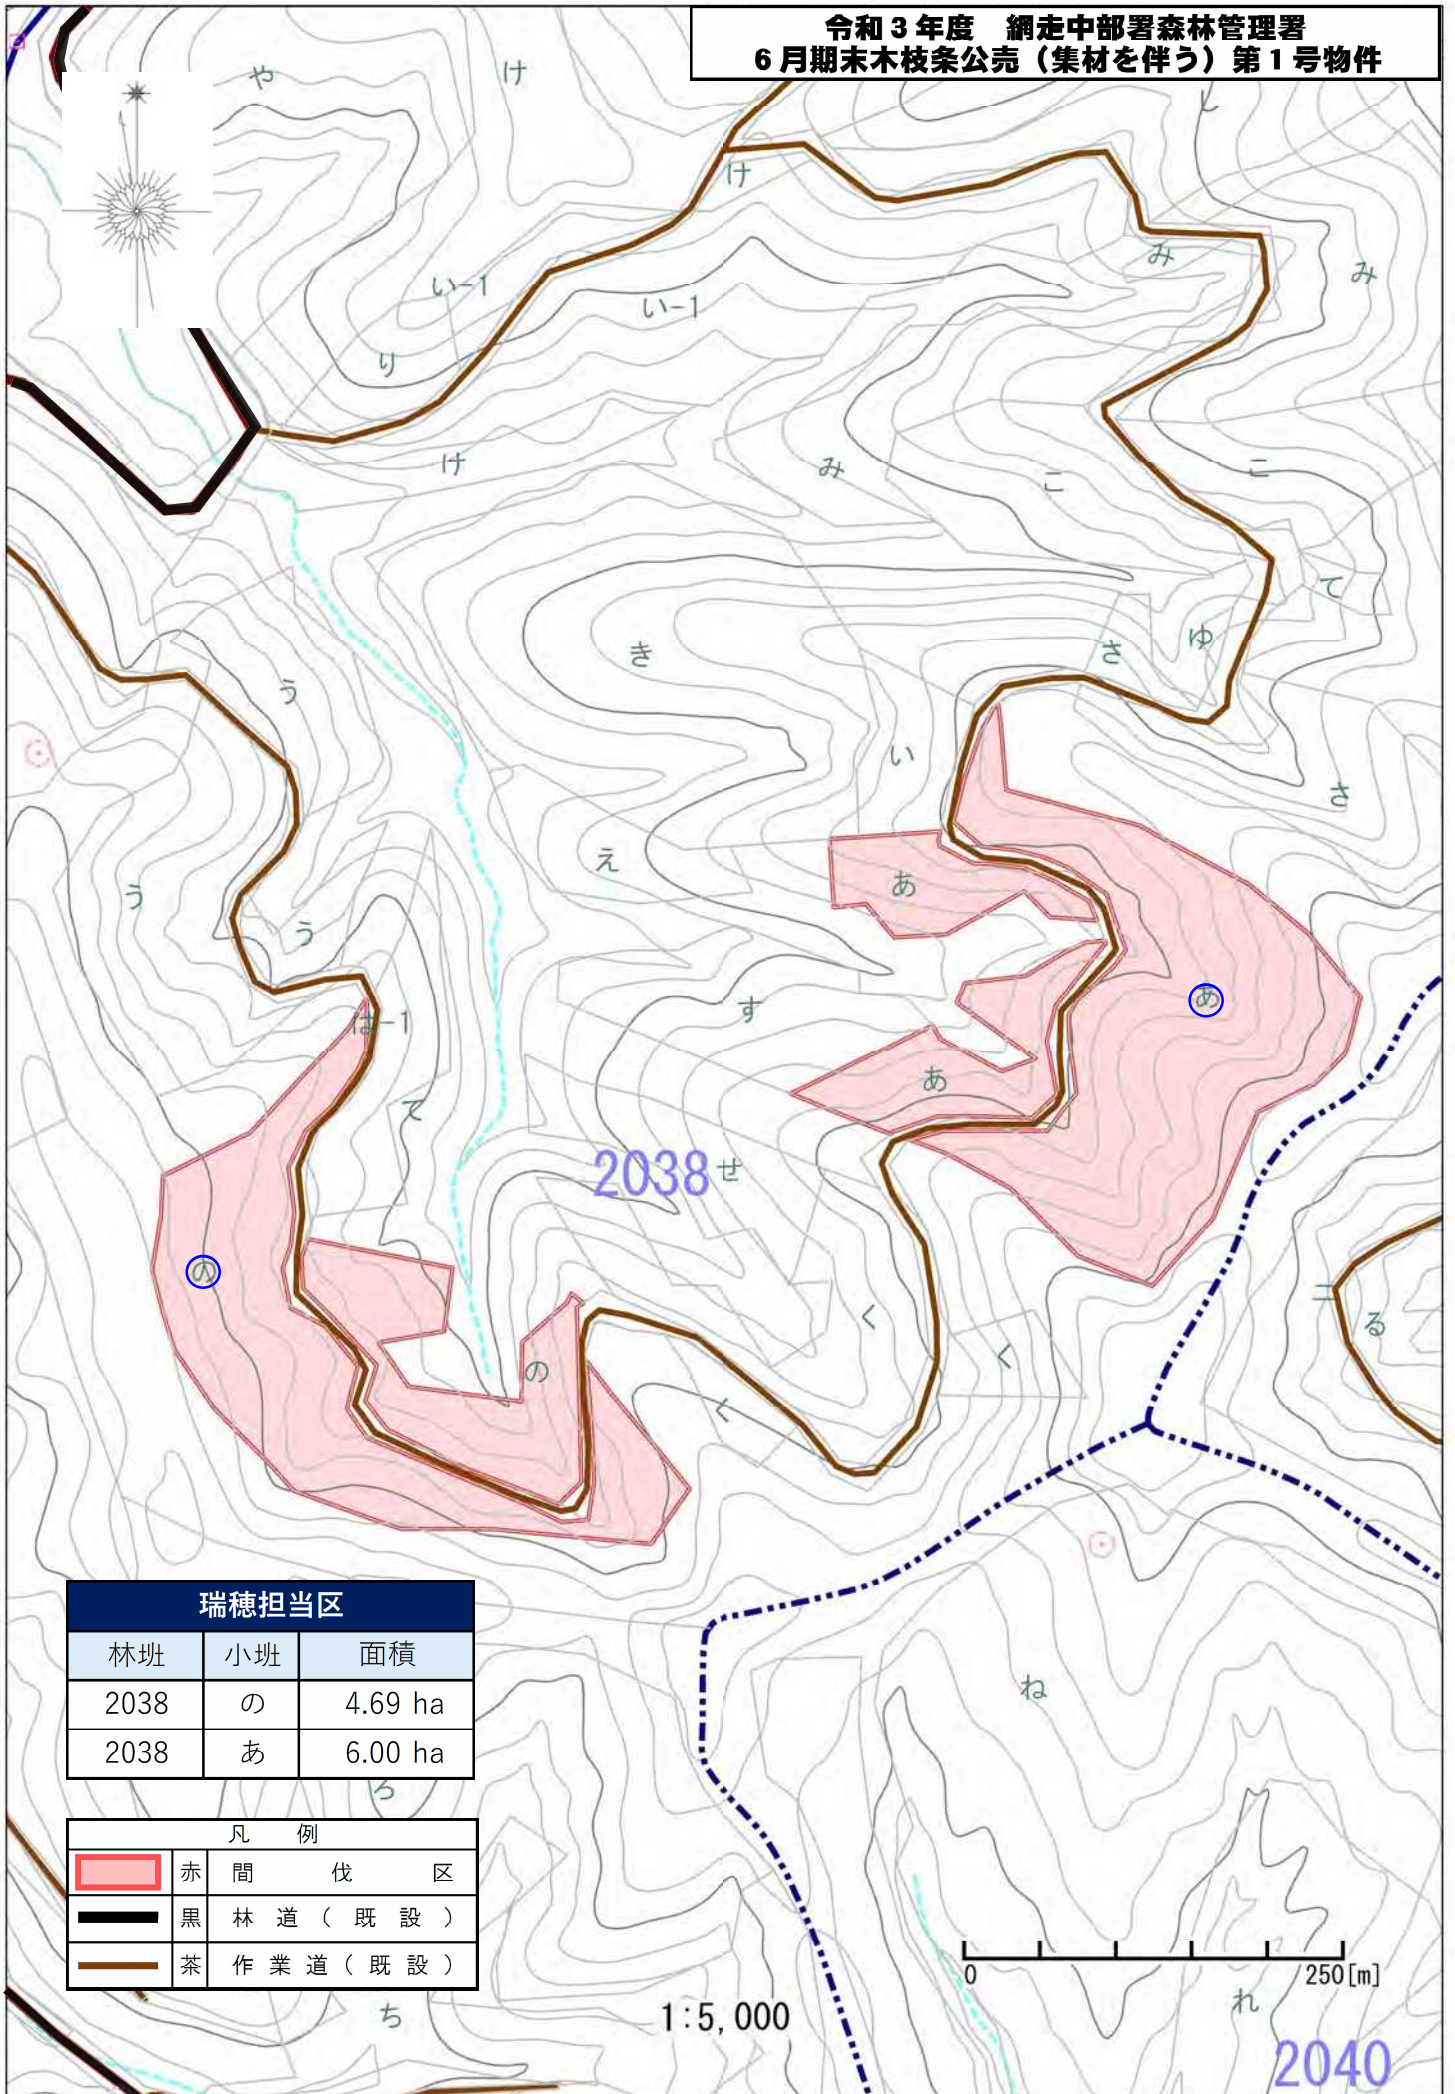 令和３年度　網走中部署森林管理署
６月期末木枝条公売（集材を伴う）第１号物件
や
け
し
け
み
み
い-1
い-1
り
け
み
こ
こ
て
ゆ
さ
き
う
い
さ
え
う
あ
う
す
あ
は-1
あ
て
2038
せ
の
く
る
く
の
く
瑞穂担当区
林班 小班 面積
2038 の 4.69 ha
2038 あ 6.00 ha
ね
ろ
凡　例
赤 間伐区
黒 林道（既設）
茶 作業道（既設）
0 250[m]
ち
1:5,000
れ
2040